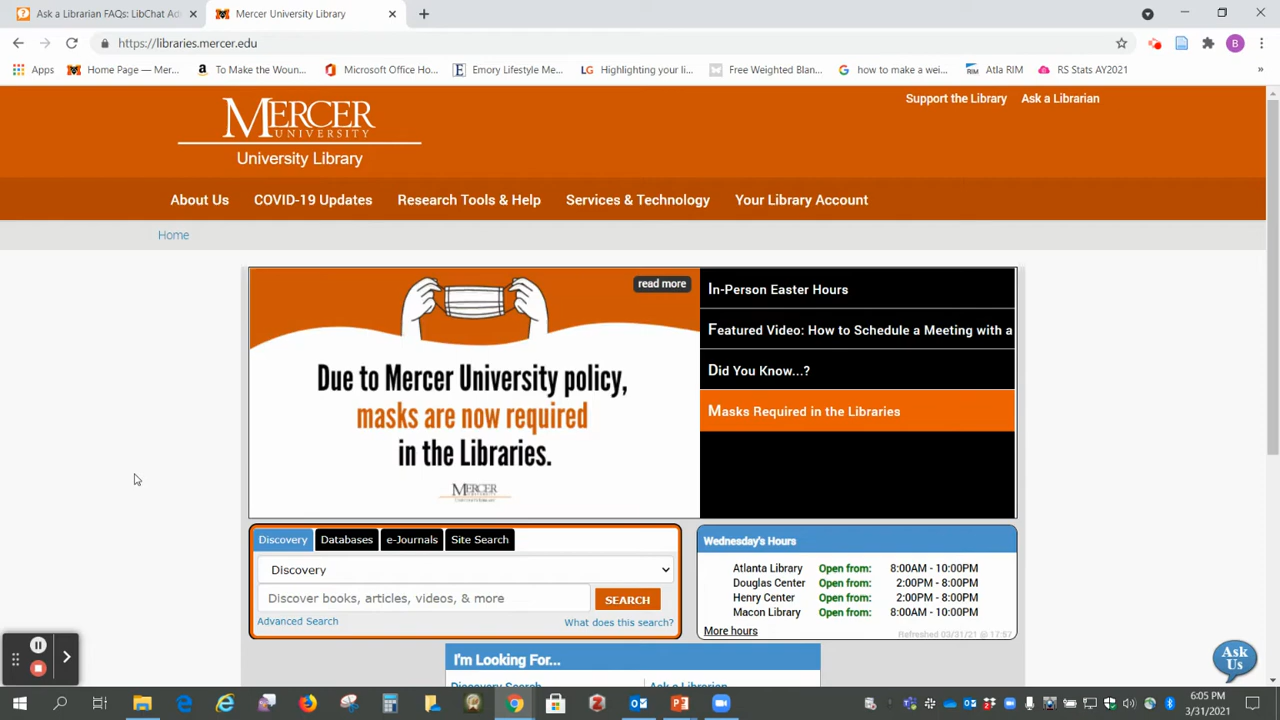 Ask a Librarian FAQs: LibChat Ad
Mercer University Library
https://libraries.mercer.edu
B
Apps
Home Page — Mer...
To Make the Woun...
Microsoft Office Ho...
Emory Lifestyle Me...
LG Highlighting your li...
Free Weighted Blan...
how to make a wei...
RIM Atla RIM
RS Stats AY2021
Support the Library
Ask a Librarian
MERCER
UNIVERSITY
University Library
About Us
COVID-19 Updates
Research Tools & Help
Services & Technology
Your Library Account
Home
read more
Due to Mercer University policy,
masks are now required
in the Libraries.
MERCER
In-Person Easter Hours
Featured Video: How to Schedule a Meeting with a
Did You Know...?
Masks Required in the Libraries
Discovery
Databases
e-Journals
Site Search
Discovery
Discover books, articles, videos, & more
SEARCH
Advanced Search
What does this search?
Wednesday's Hours
Atlanta Library Open from: 8:00AM - 10:00PM
Douglas Center Open from: 2:00PM - 8:00PM
Henry Center Open from: 2:00PM - 8:00PM
Macon Library Open from: 8:00AM - 10:00PM
More hours
Refreshed 03/31/21 @ 17:57
I'm Looking For...
Discovery Search
Ask a Librarian
Ask
Us
6:05 PM
3/31/2021